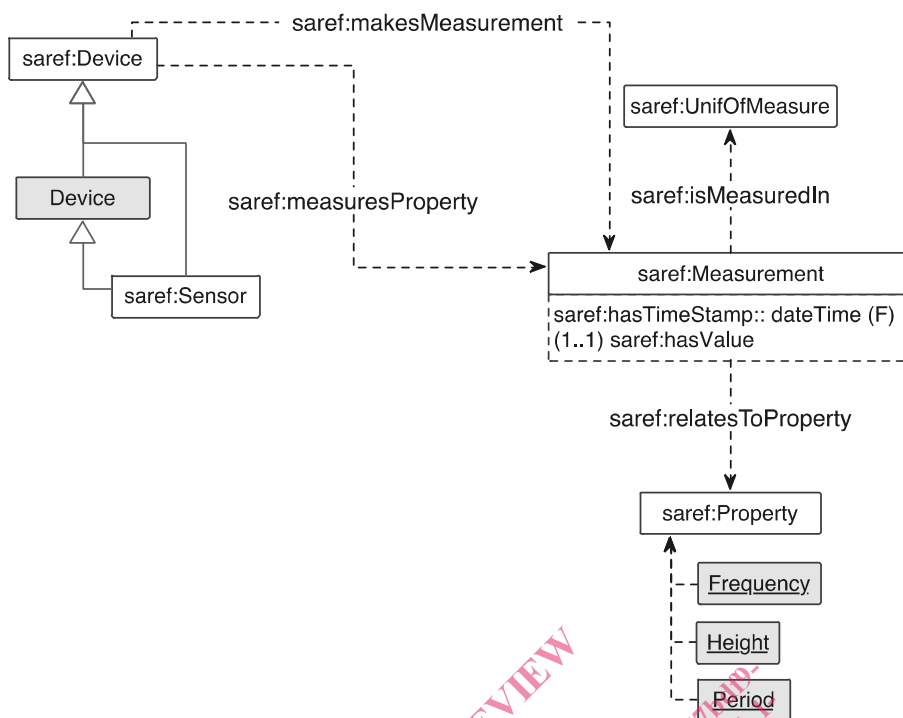 saref:makesMeasurement
saref:Device
saref:UnifOfMeasure
Device
saref:measuresProperty
saref:isMeasuredIn
saref:Measurement
saref:Sensor
saref:hasTimeStamp:: dateTime (F)
(1..1) saref:hasValue
saref:relatesToProperty
saref:Property
Frequency
Height
Period